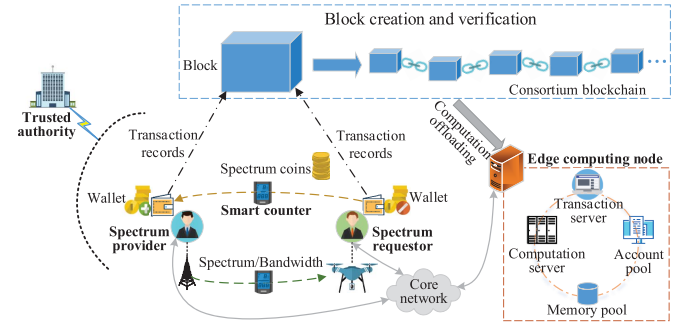 Block creation and verification
Block
Consortium blockchain
Trusted
authority
Transaction
records
Transaction
records
Computation
offloading
Edge computing node
Spectrum
coins
Wallet
Smart counter
Wallet
Spectrum
provider
Spectrum
requestor
Spectrum/Bandwidth
Core
network
Transaction
server
Computation
server
Account
pool
Memory pool